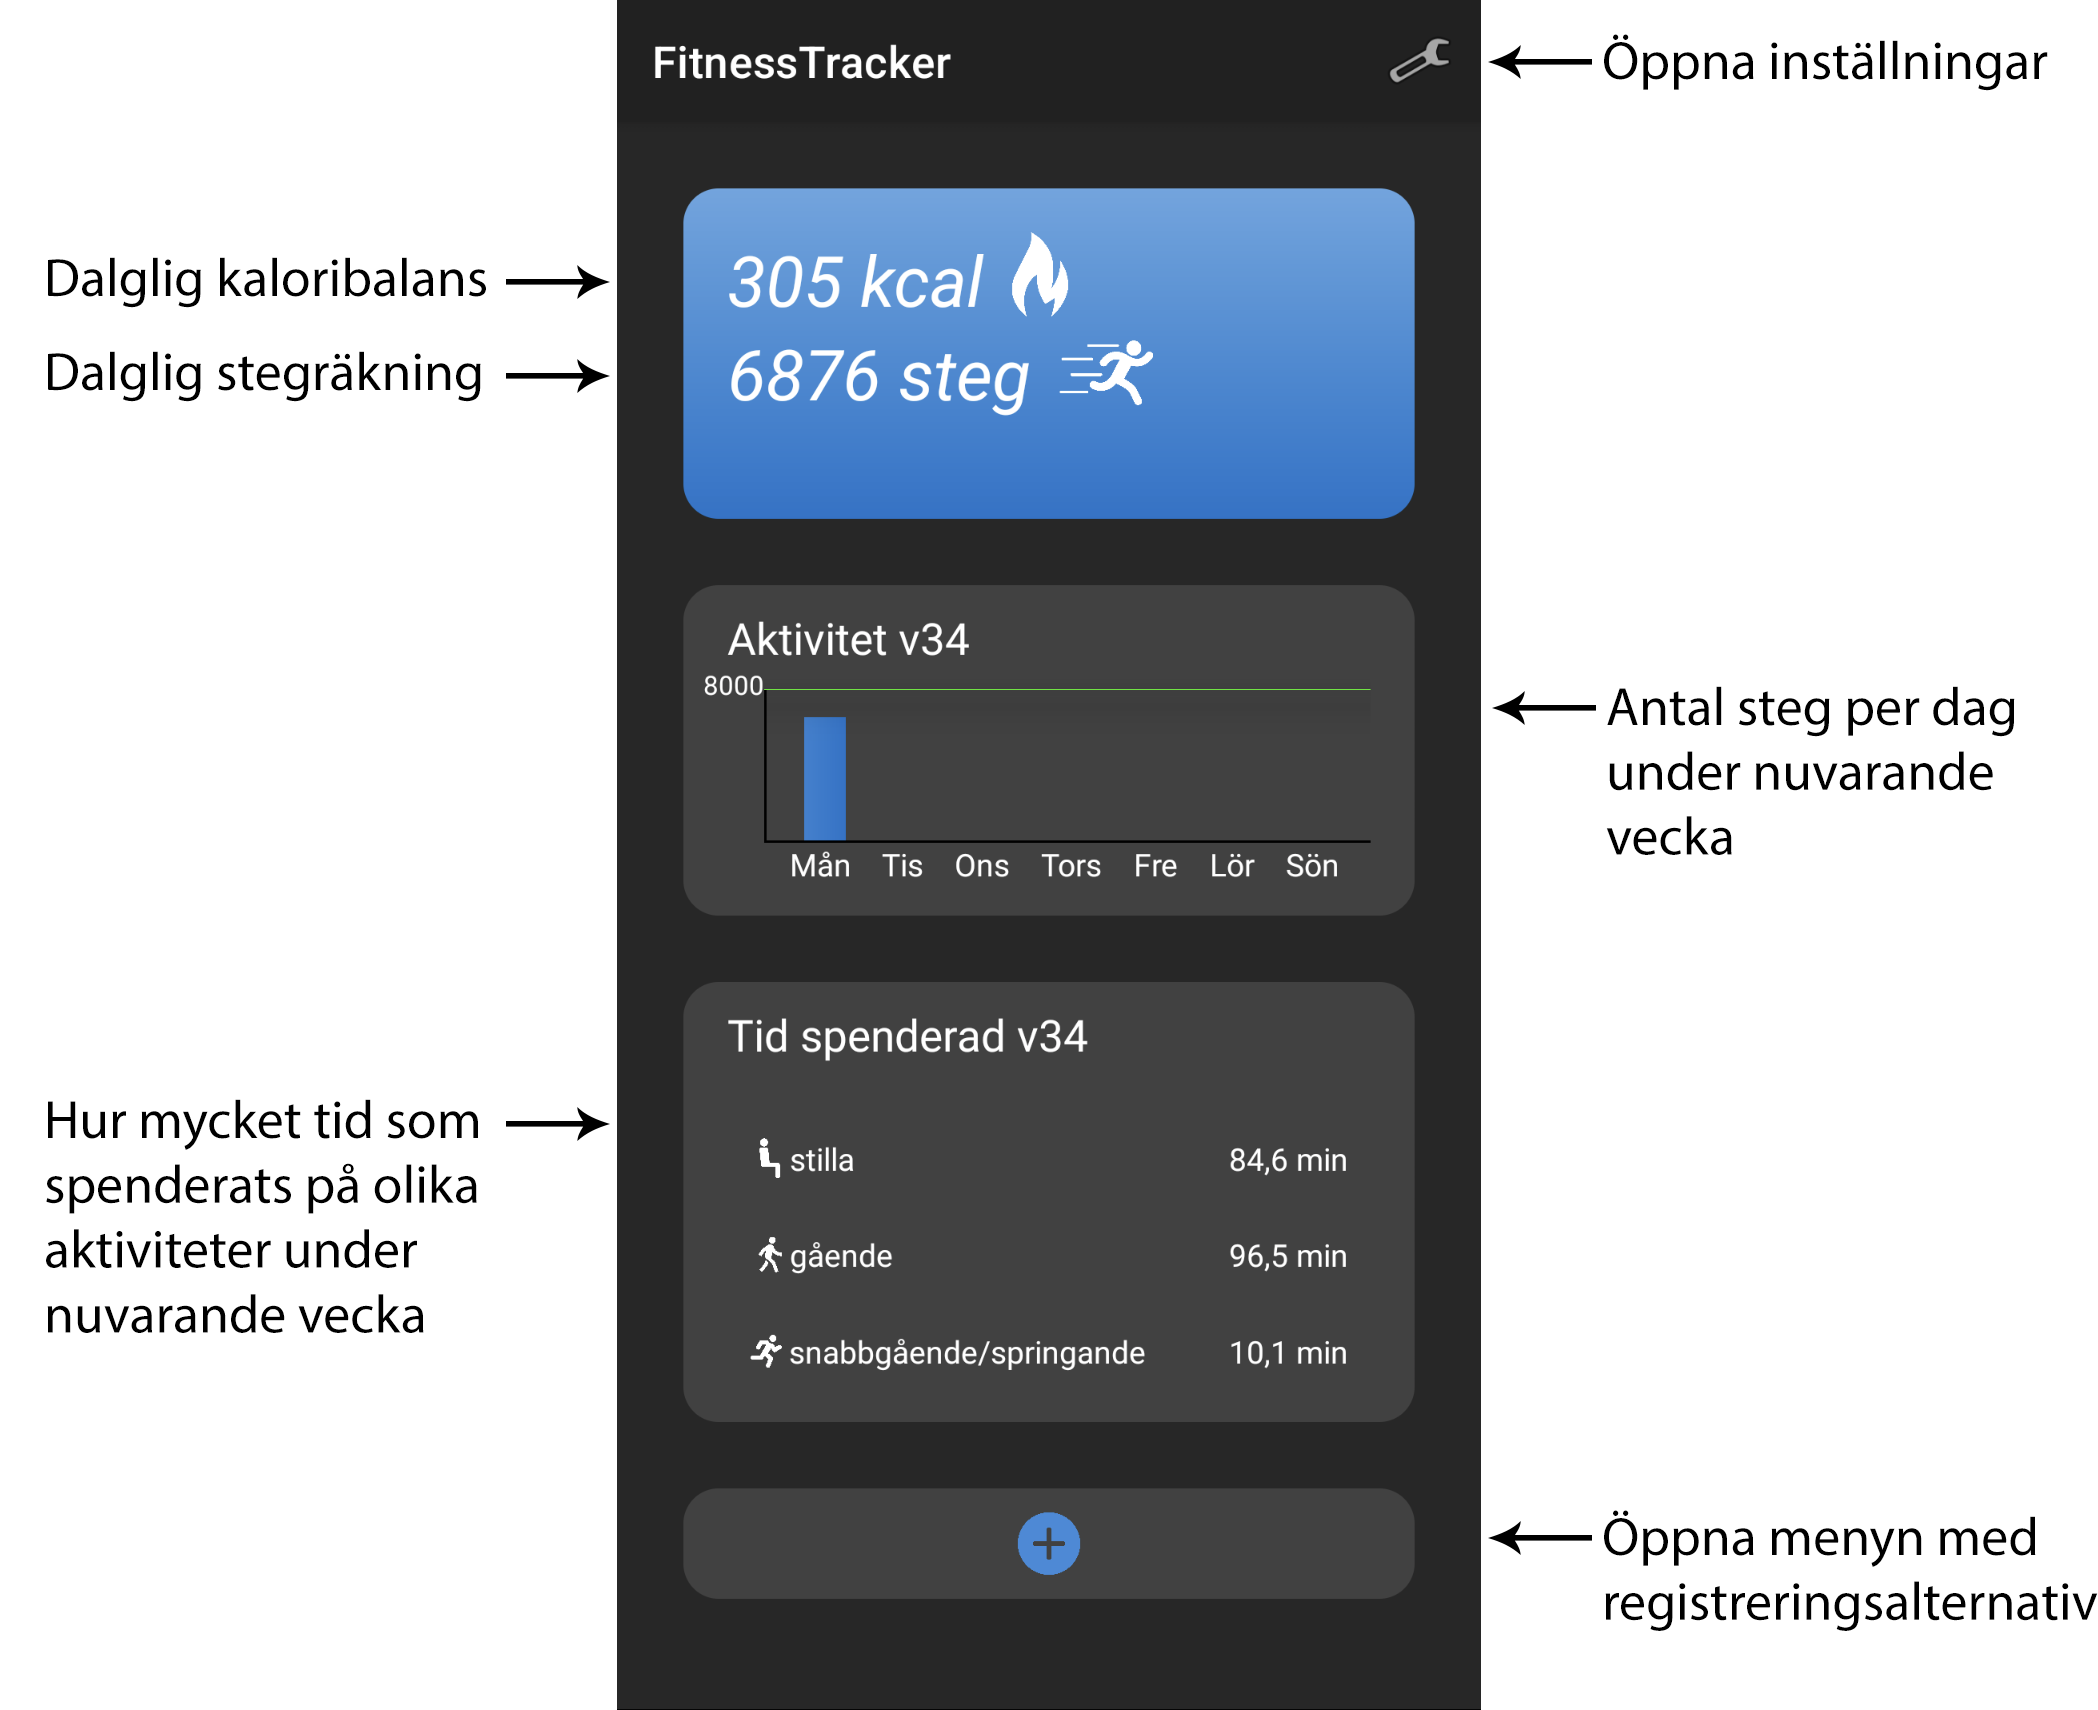 FitnessTracker
Öppna inställningar
Dalglig kaloribalans
305 kcal
Dalglig stegräkning
6876 steg
Aktivitet v34
8000
Mån Tis Ons Tors Fre Lör Sön
Antal steg per dag
under nuvarande
vecka
Tid spenderad v34
Hur mycket tid som
spenderats på olika
aktiviteter under
nuvarande vecka
stilla 84,6 min
gående 96,5 min
snabbgående/springande 10,1 min
Öppna menyn med
registreringsalternativ